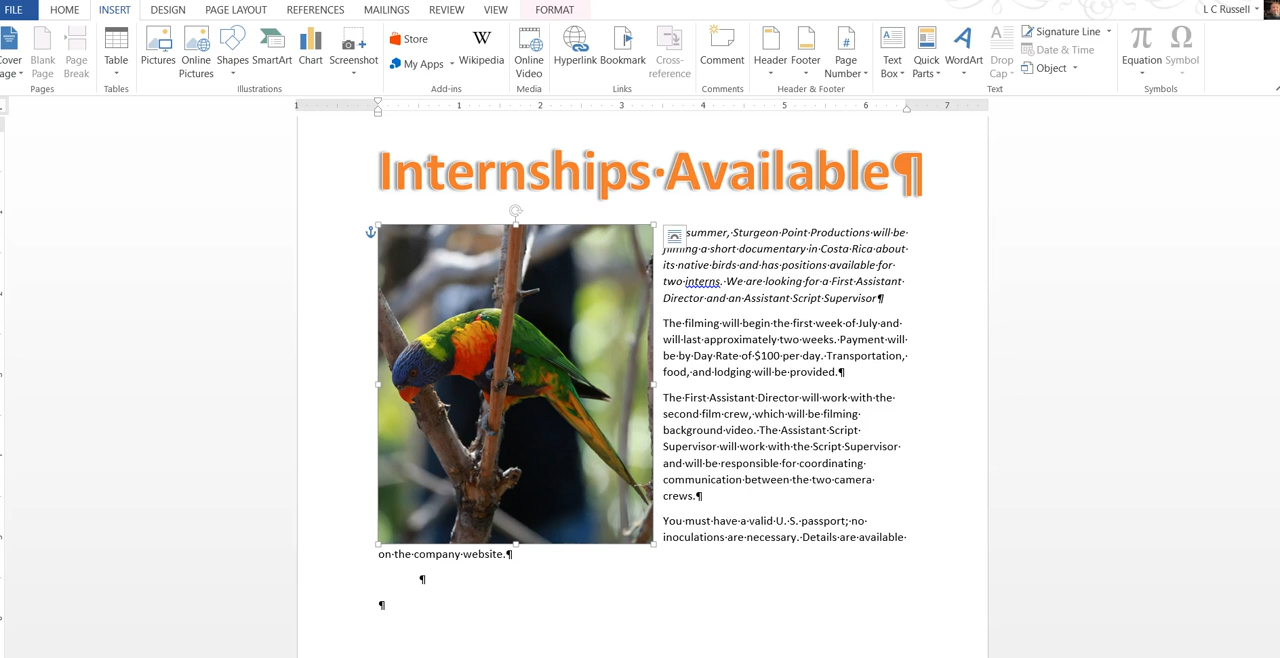 FILE HOME INSERT DESIGN PAGE LAYOUT REFERENCES MAILINGS REVIEW VIEW FORMAT L C Russell
Cover Page Blank Page Page Break Table Pictures Online Pictures Shapes SmartArt Chart Screenshot Store My Apps W Wikipedia Online Video Hyperlink Bookmark Cross-reference Comment Header Footer Page Number # Text Box Quick Parts WordArt Drop Cap Signature Line Date & Time Object Equation Symbol π Ω
Pages Tables Illustrations Add-ins Media Links Comments Header & Footer Text Symbols
1 1 2 3 4 5 6 7
Internships·Available¶
summer,·Sturgeon·Point·Productions·will·be·
filming·a·short·documentary·in·Costa·Rica·about·
its·native·birds·and·has·positions·available·for·
two·interns.·We·are·looking·for·a·First·Assistant·
Director·and·an·Assistant·Script·Supervisor¶
The·filming·will·begin·the·first·week·of·July·and·
will·last·approximately·two·weeks.·Payment·will·
be·by·Day·Rate·of·$100·per·day.·Transportation,·
food,·and·lodging·will·be·provided.¶
The·First·Assistant·Director·will·work·with·the·
second·film·crew,·which·will·be·filming·
background·video.·The·Assistant·Script·
Supervisor·will·work·with·the·Script·Supervisor·
and·will·be·responsible·for·coordinating·
communication·between·the·two·camera·
crews.¶
You·must·have·a·valid·U.·S.·passport;·no·
inoculations·are·necessary.·Details·are·available·
on·the·company·website.¶
¶
¶